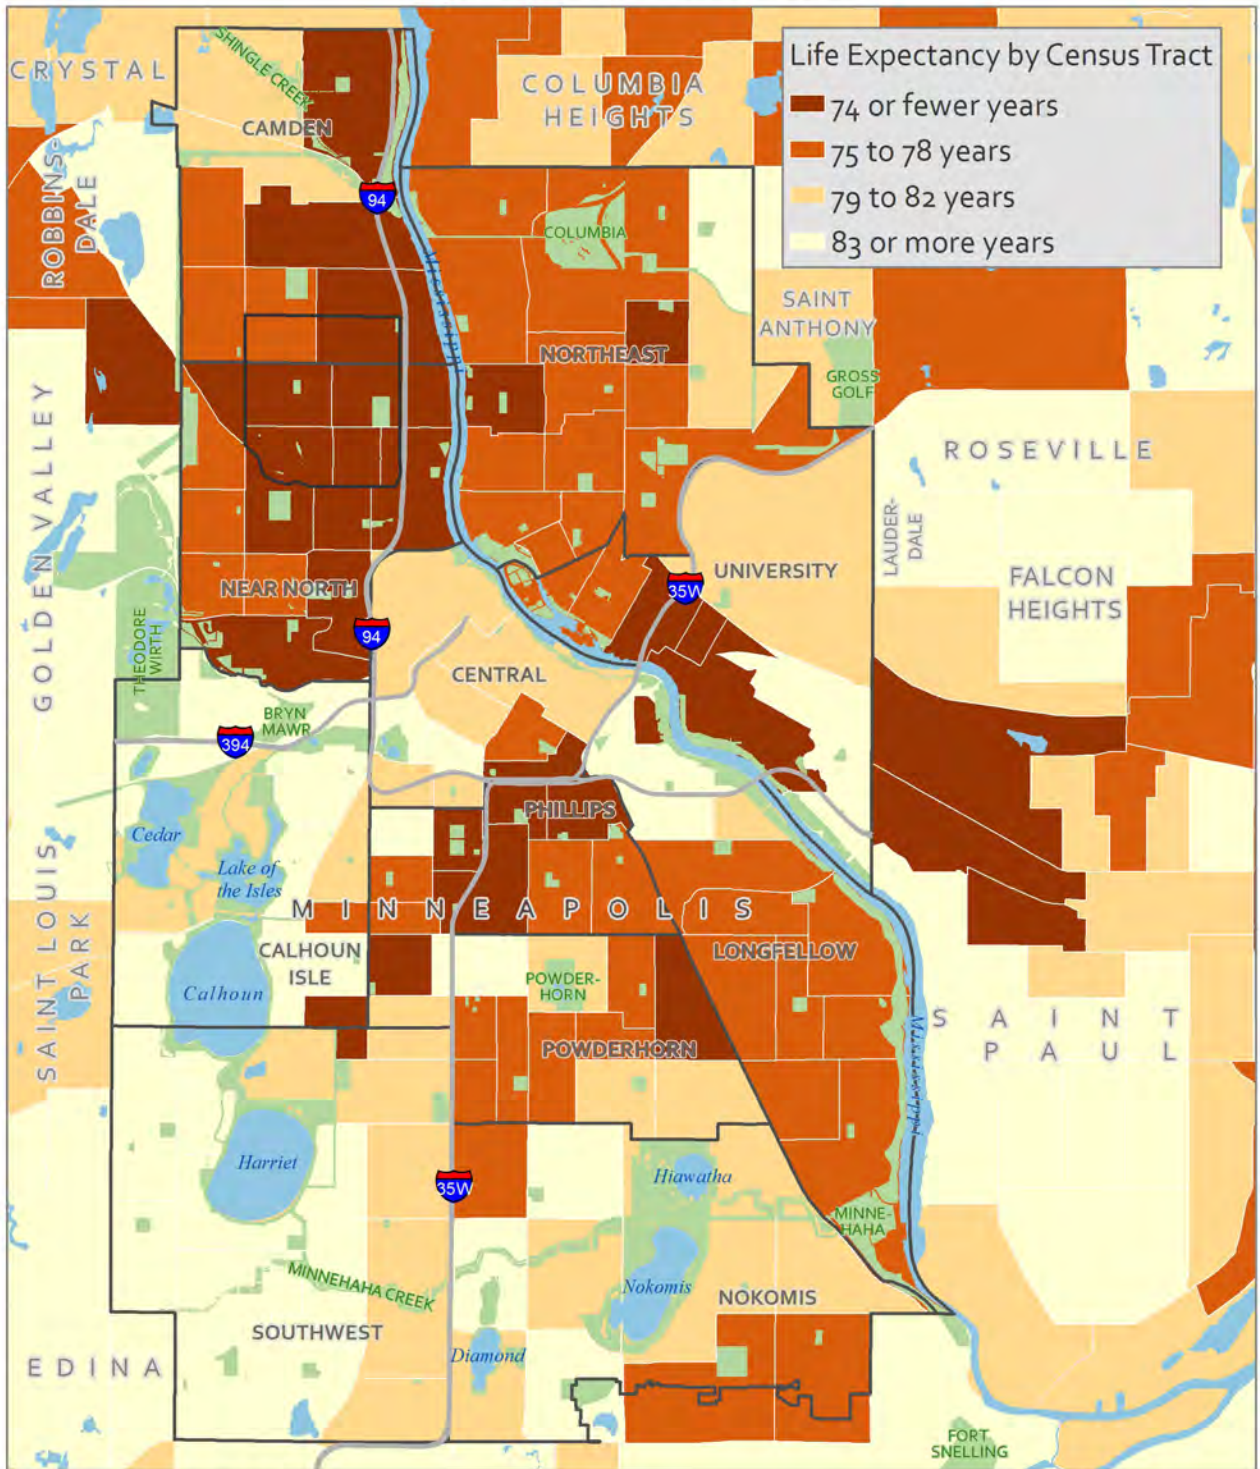 Life Expectancy by Census Tract
74 or fewer years
75 to 78 years
79 to 82 years
83 or more years
CRYSTAL
SHINGLE CREEK
CAMDEN
COLUMBIA
HEIGHTS
ROBBINS-
DALE
94
COLUMBIA
Mississippi
SAINT
ANTHONY
NORTHEAST
GROSS
GOLF
GOLDEN VALLEY
ROSEVILLE
LAUDER-
DALE
FALCON
HEIGHTS
UNIVERSITY
35W
NEAR NORTH
94
THEODORE
WIRTH
CENTRAL
BRYN
MAWR
394
PHILLIPS
Cedar
Lake of
the Isles
MINNEAPOLIS
SAINT LOUIS
PARK
CALHOUN
ISLE
LONGFELLOW
Calhoun
POWDER-
HORN
SAINT
PAUL
POWDERHORN
Mississippi
Harriet
Hiawatha
35W
MINNE-
HAHA
MINNEHAHA CREEK
Nokomis
NOKOMIS
SOUTHWEST
Diamond
EDINA
FORT
SNELLING